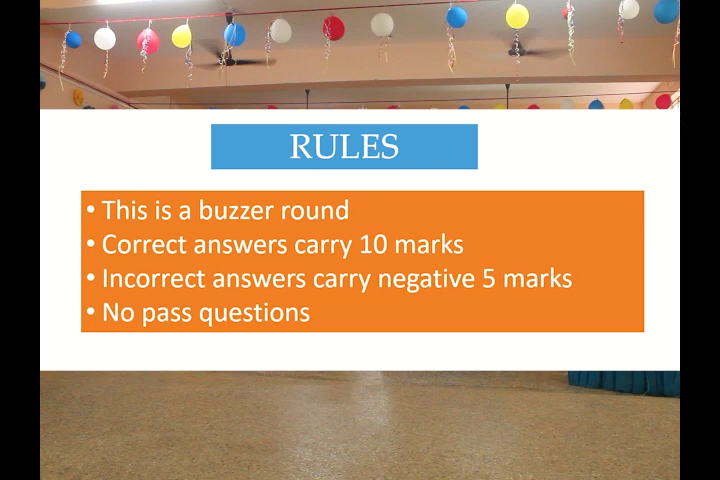 RULES
• This is a buzzer round
• Correct answers carry 10 marks
• Incorrect answers carry negative 5 marks
• No pass questions